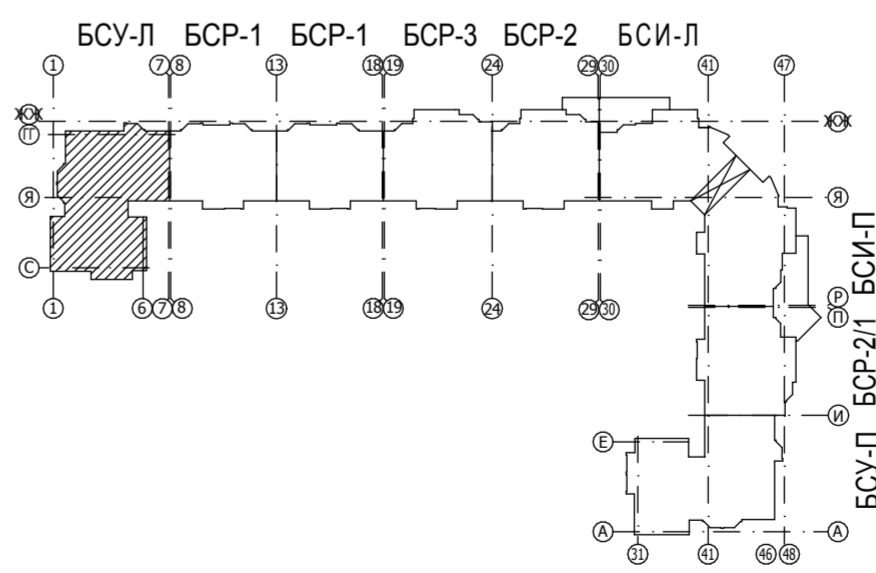 БСУ-Л БСР-1 БСР-1 БСР-3 БСР-2 БСИ-Л
1 7 8 13 18 19 24 29 30 41 47
ЖЖ ЖЖ
П
Я Я
С
1 6 7 8 13 18 19 24 29 30
БСИ-П
Р
П
БСР-2/1
И
Е
БСУ-П
А А
31 41 46 48